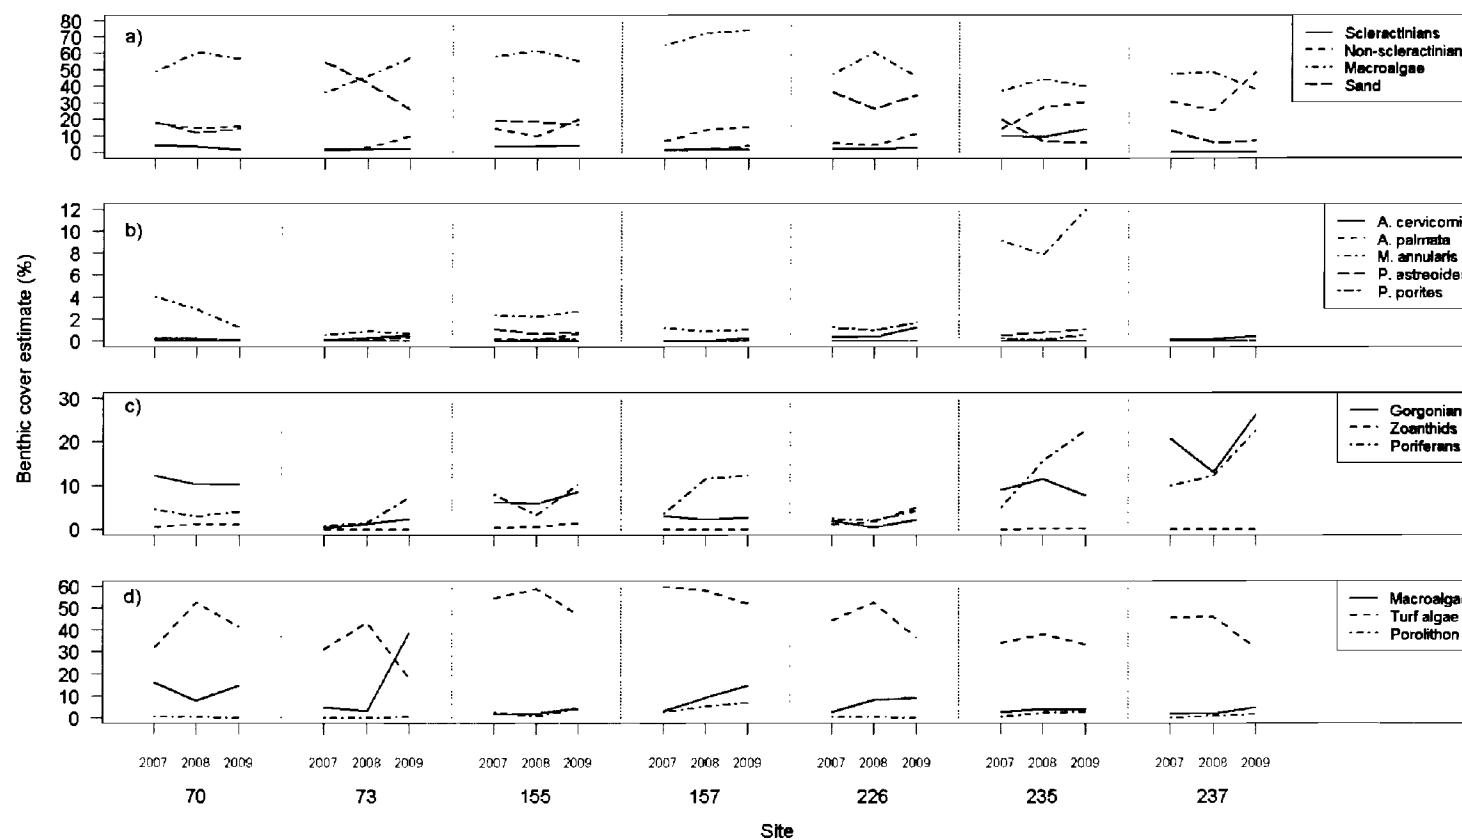 a)
80
70
60
50
40
30
20
10
0
Scleractinians
Non-scleractinian
Macroalgae
Sand
b)
12
10
8
6
4
2
0
A. cervicorni
A. palmata
M. annularis
P. astreoides
P. porites
Benthic cover estimate (%)
c)
30
20
10
0
Gorgonian
Zoanthids
Poriferans
d)
60
50
40
30
20
10
0
Macroalga
Turf algae
Porolithon
2007 2008 2009 2007 2008 2009 2007 2008 2009 2007 2008 2009 2007 2008 2009 2007 2008 2009 2007 2008 2009
70 73 155 157 226 235 237
Site